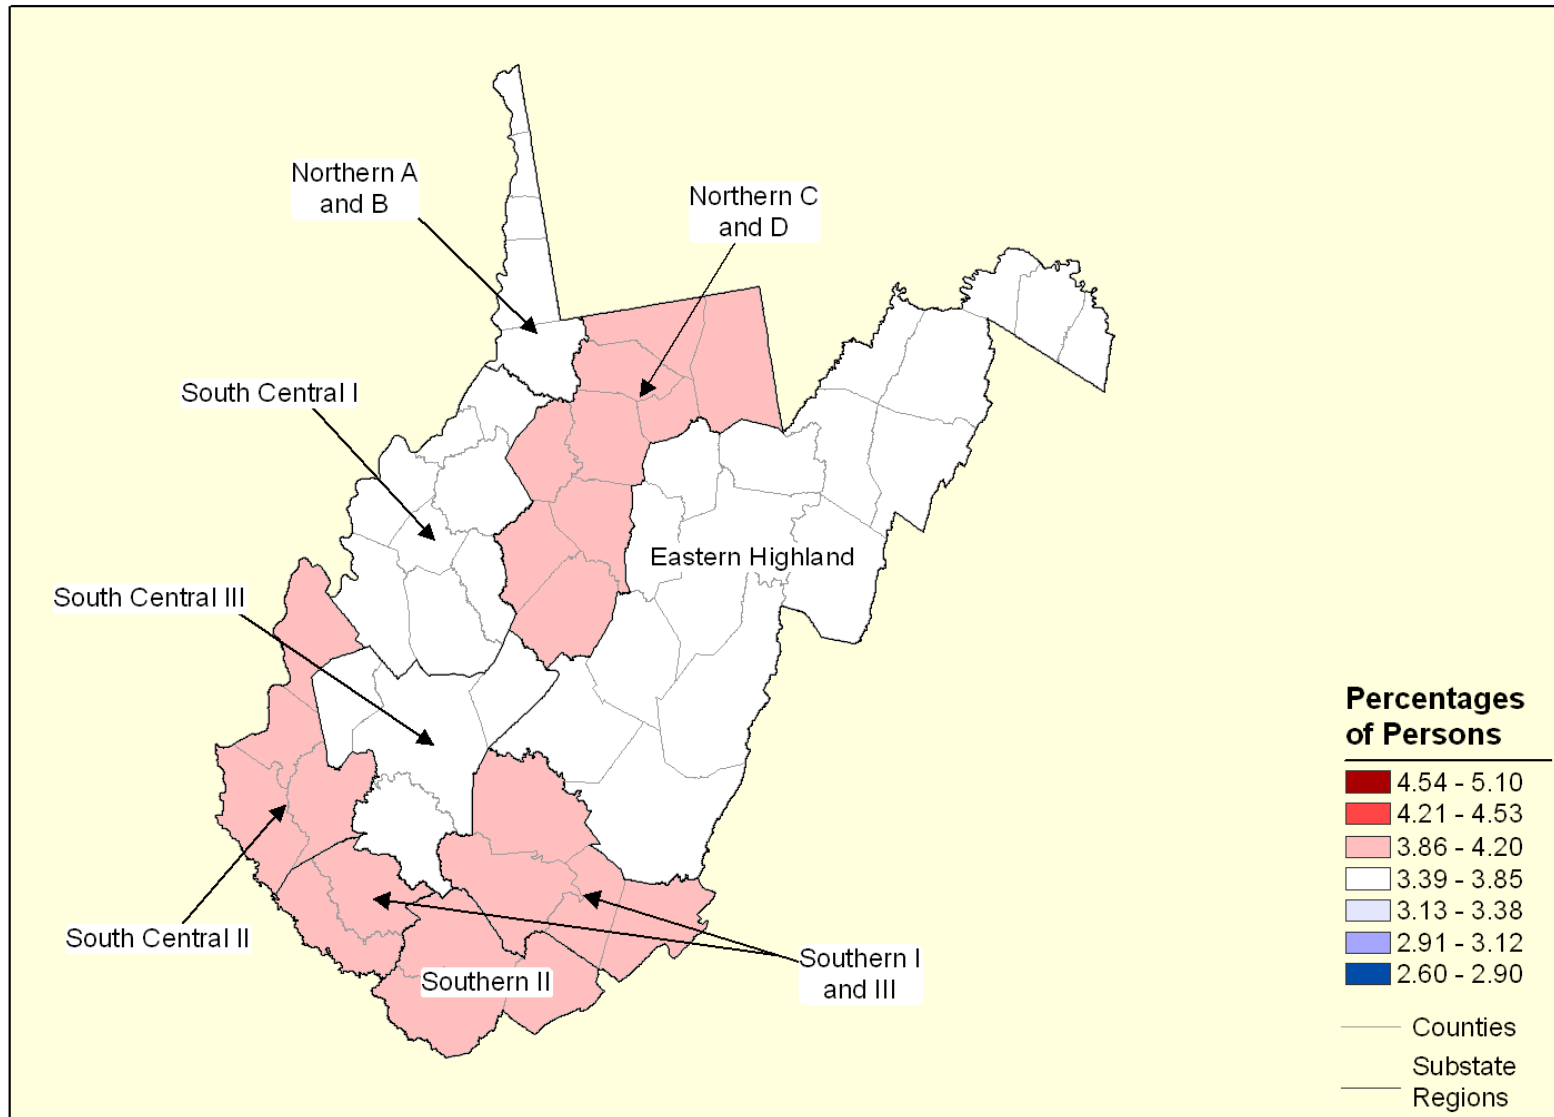 Northern A
and B
Northern C
and D
South Central I
Eastern Highland
South Central III
South Central II
Southern II
Southern I
and III
Percentages
of Persons
4.54 - 5.10
4.21 - 4.53
3.86 - 4.20
3.39 - 3.85
3.13 - 3.38
2.91 - 3.12
2.60 - 2.90
Counties
Substate
Regions